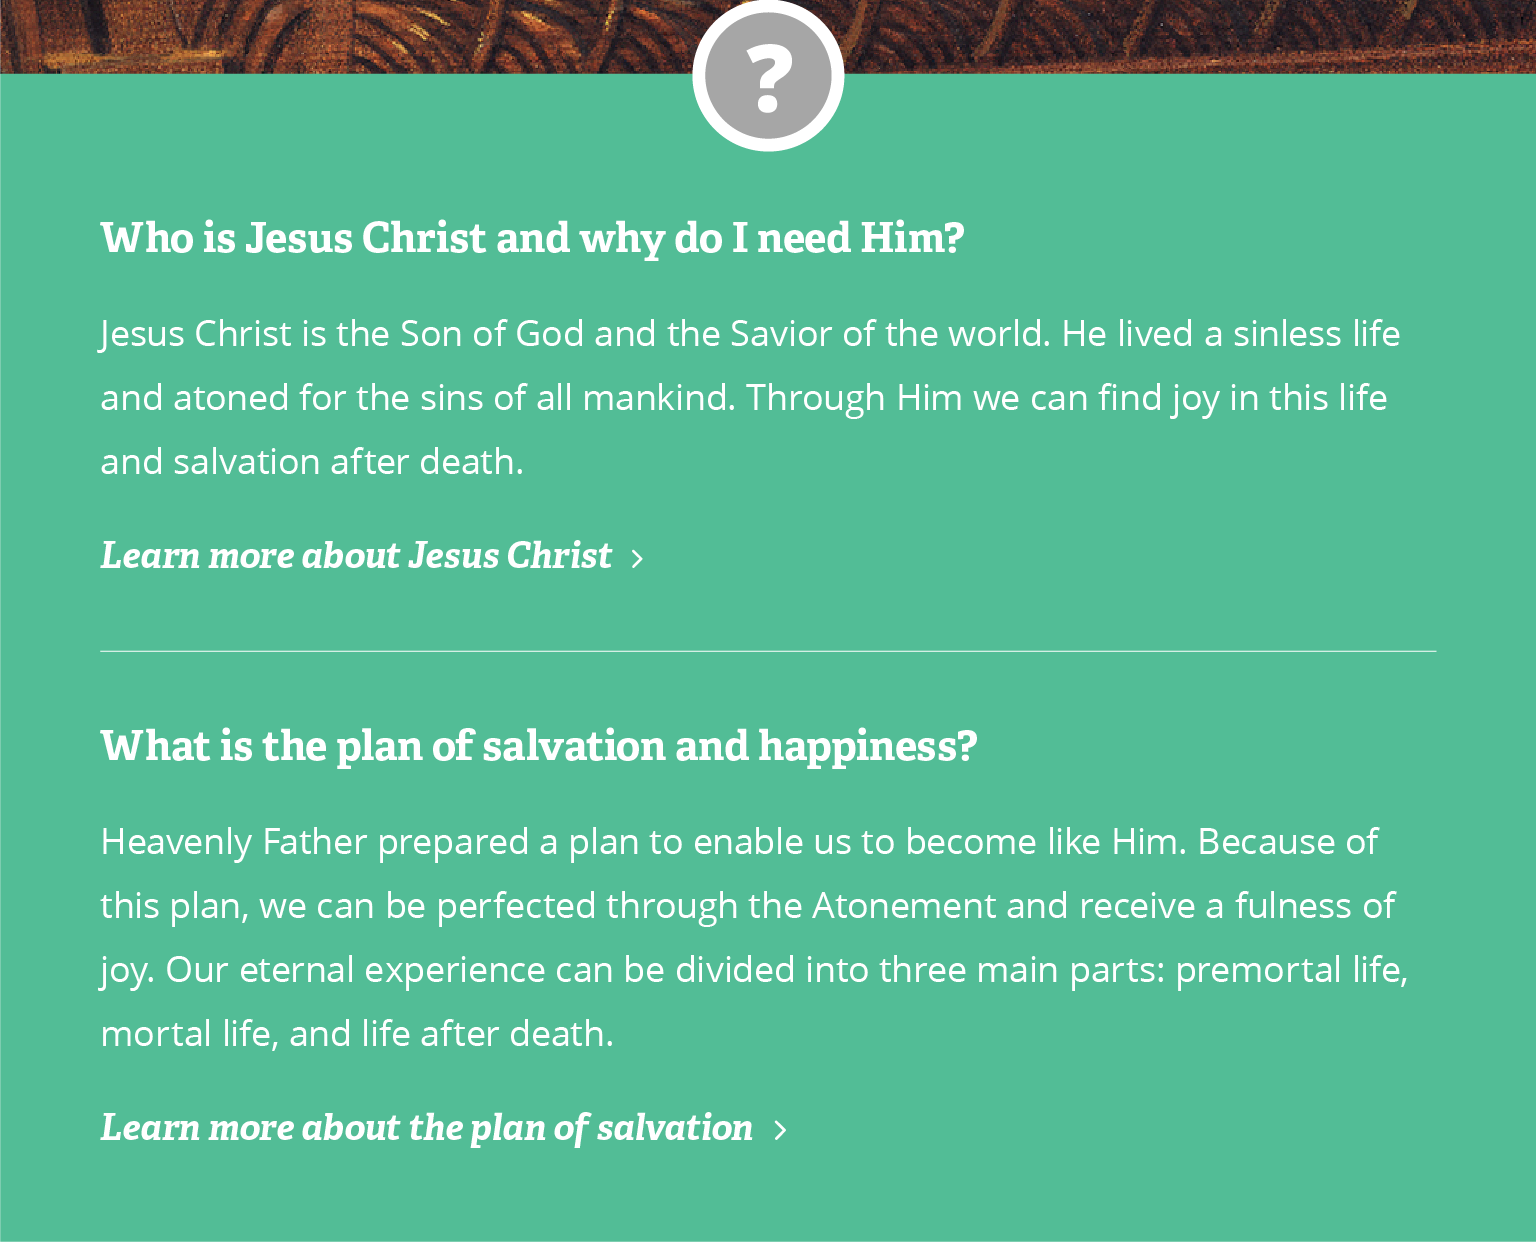 ?
Who is Jesus Christ and why do I need Him?
Jesus Christ is the Son of God and the Savior of the world. He lived a sinless life
and atoned for the sins of all mankind. Through Him we can find joy in this life
and salvation after death.
Learn more about Jesus Christ >
What is the plan of salvation and happiness?
Heavenly Father prepared a plan to enable us to become like Him. Because of
this plan, we can be perfected through the Atonement and receive a fulness of
joy. Our eternal experience can be divided into three main parts: premortal life,
mortal life, and life after death.
Learn more about the plan of salvation >